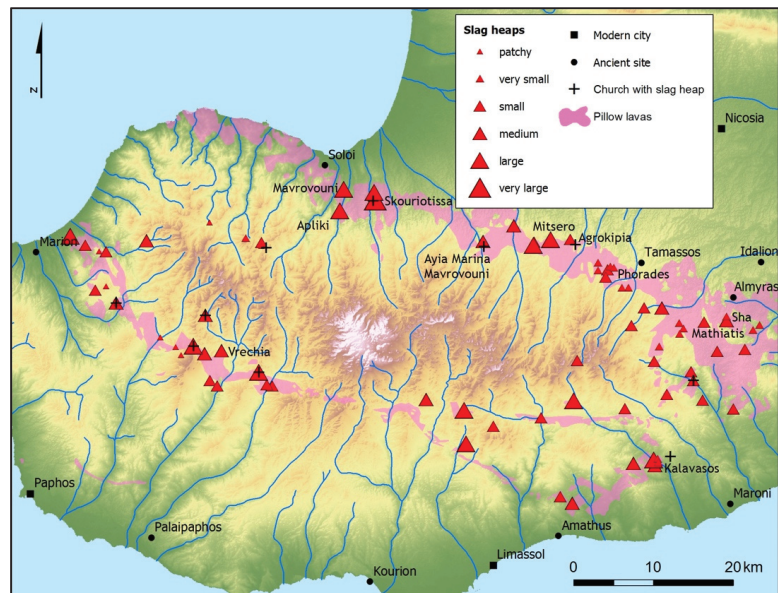 N
Slag heaps
patchy
very small
small
medium
large
very large
Modern city
Ancient site
Church with slag heap
Pillow lavas
Nicosia
Soloi
Mavrovouni
Skouriotissa
Apliki
Marion
Mitsero
Agrokipia
Ayia Marina
Mavrovouni
Tamassos
Idalion
Phorades
Almyras
Sha
Mathiatis
Vrechia
Kalavasos
Paphos
Maroni
Palaipaphos
Amathus
Limassol
Kourion
0 10 20 km